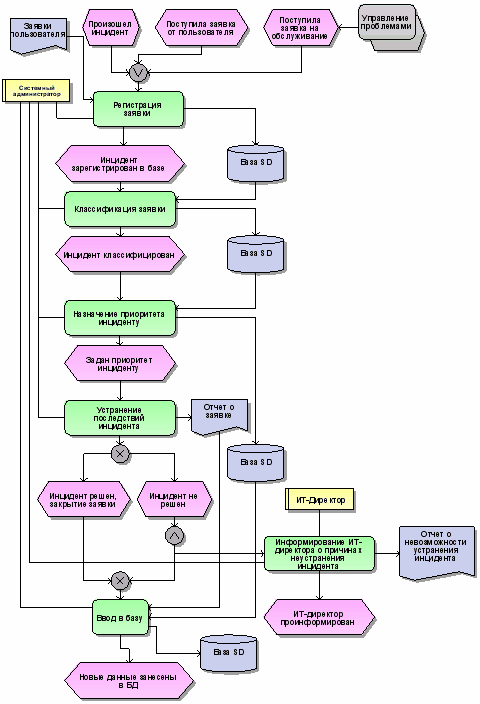 Заявки
пользователя
Произошел
инцидент
Поступила заявка
от пользователя
Поступила
заявка на
обслуживание
Управление
проблемами
Системный
администратор
Регистрация
заявки
Инцидент
зарегистрирован в базе
База SD
Классификация заявки
Инцидент классифицирован
База SD
Назначение приоритета
инциденту
Задан приоритет
инциденту
Устранение
последствий
инцидента
Отчет о
заявке
База SD
Инцидент решен,
закрытие заявки
Инцидент не
решен
ИТ-Директор
Информирование ИТ-
директора о причинах
неустранения
инцидента
Отчет о
невозможности
устранения
инцидента
ИТ-директор
проинформирован
Ввод в базу
База SD
Новые данные занесены
в БД